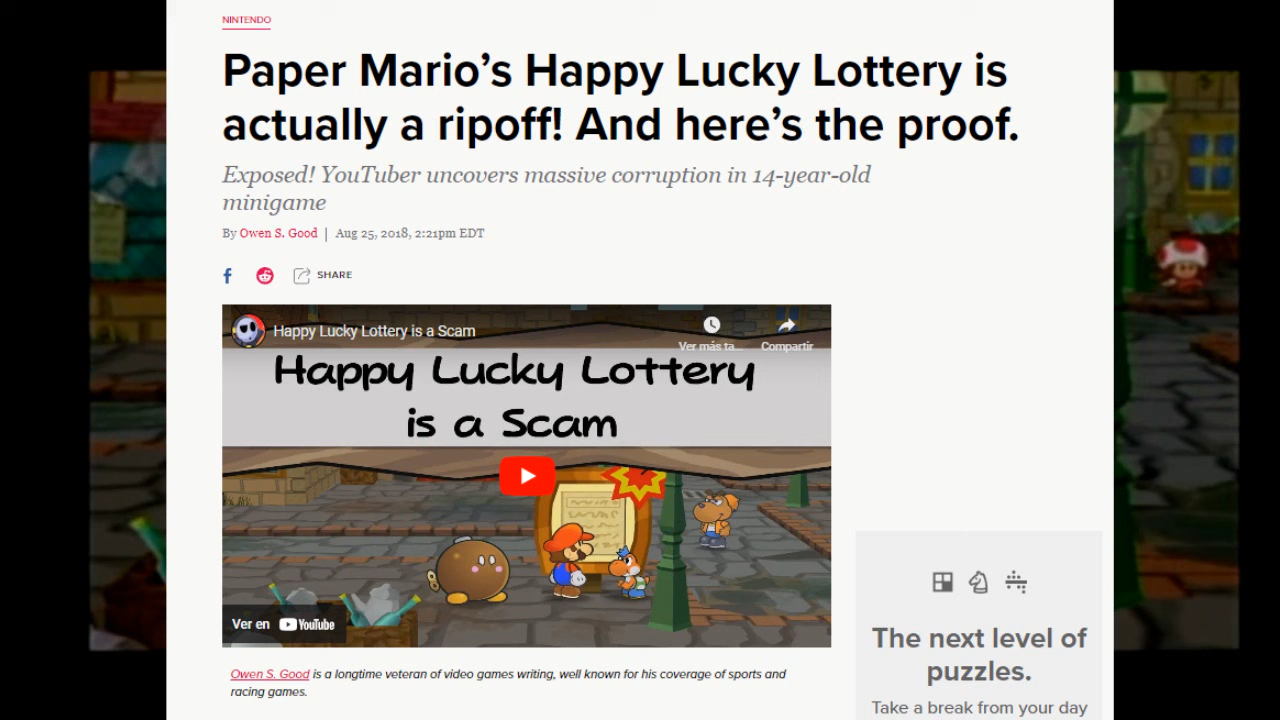 NINTENDO
Paper Mario’s Happy Lucky Lottery is
actually a ripoff! And here’s the proof.
Exposed! YouTuber uncovers massive corruption in 14-year-old
minigame
By Owen S. Good | Aug 25, 2018, 2:21pm EDT
SHARE
Happy Lucky Lottery is a Scam
Ver más ta...
Compartir
Happy Lucky Lottery
is a Scam
Ver en YouTube
Owen S. Good is a longtime veteran of video games writing, well known for his coverage of sports and
racing games.
The next level of
puzzles.
Take a break from your day